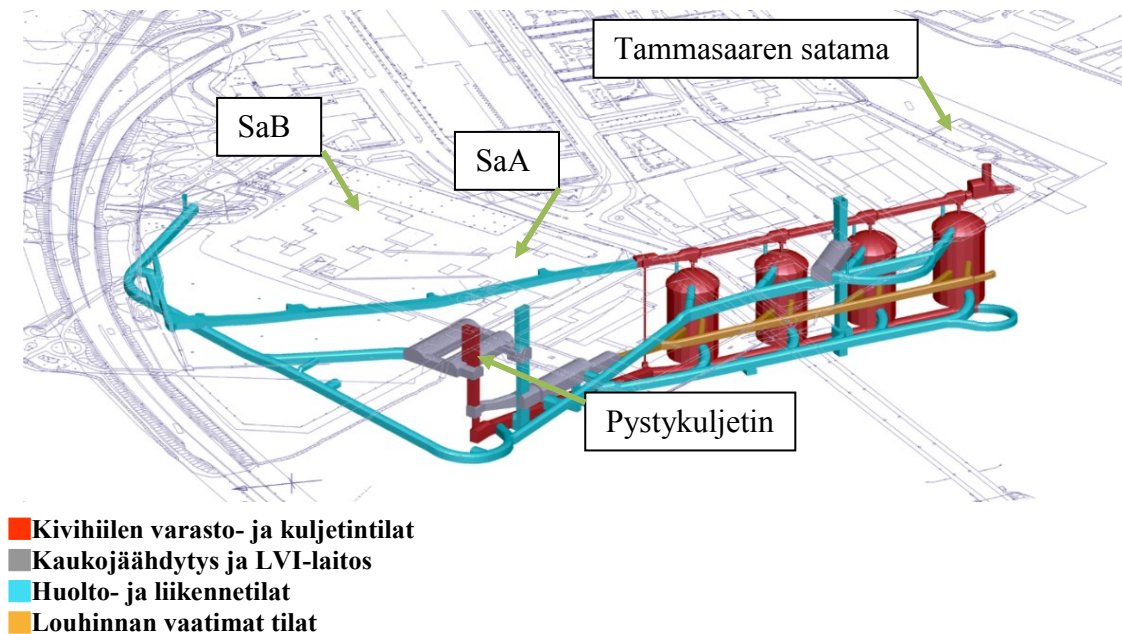 Tammasaaren satama
SaB
SaA
Pystykuljetin
Kivihiilen varasto- ja kuljetintilat
Kaukojäähdytys ja LVI-laitos
Huolto- ja liikennetilat
Louhinnan vaatimat tilat